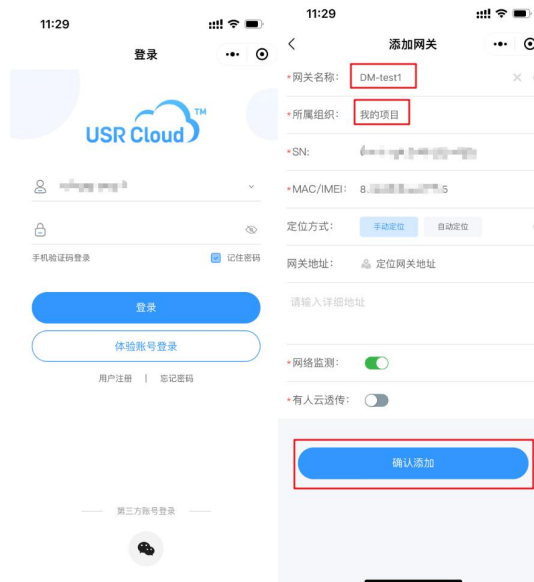 11:29
登录
USR Cloud™
手机验证码登录
记住密码
登录
体验账号登录
用户注册 | 忘记密码
第三方账号登录
11:29
添加网关
*网关名称: DM-test1
*所属组织: 我的项目
*SN:
*MAC/IMEI: 8. 5
定位方式: 手动定位 自动定位
网关地址: 定位网关地址
请输入详细地址
*网络监测:
*有人云透传:
确认添加